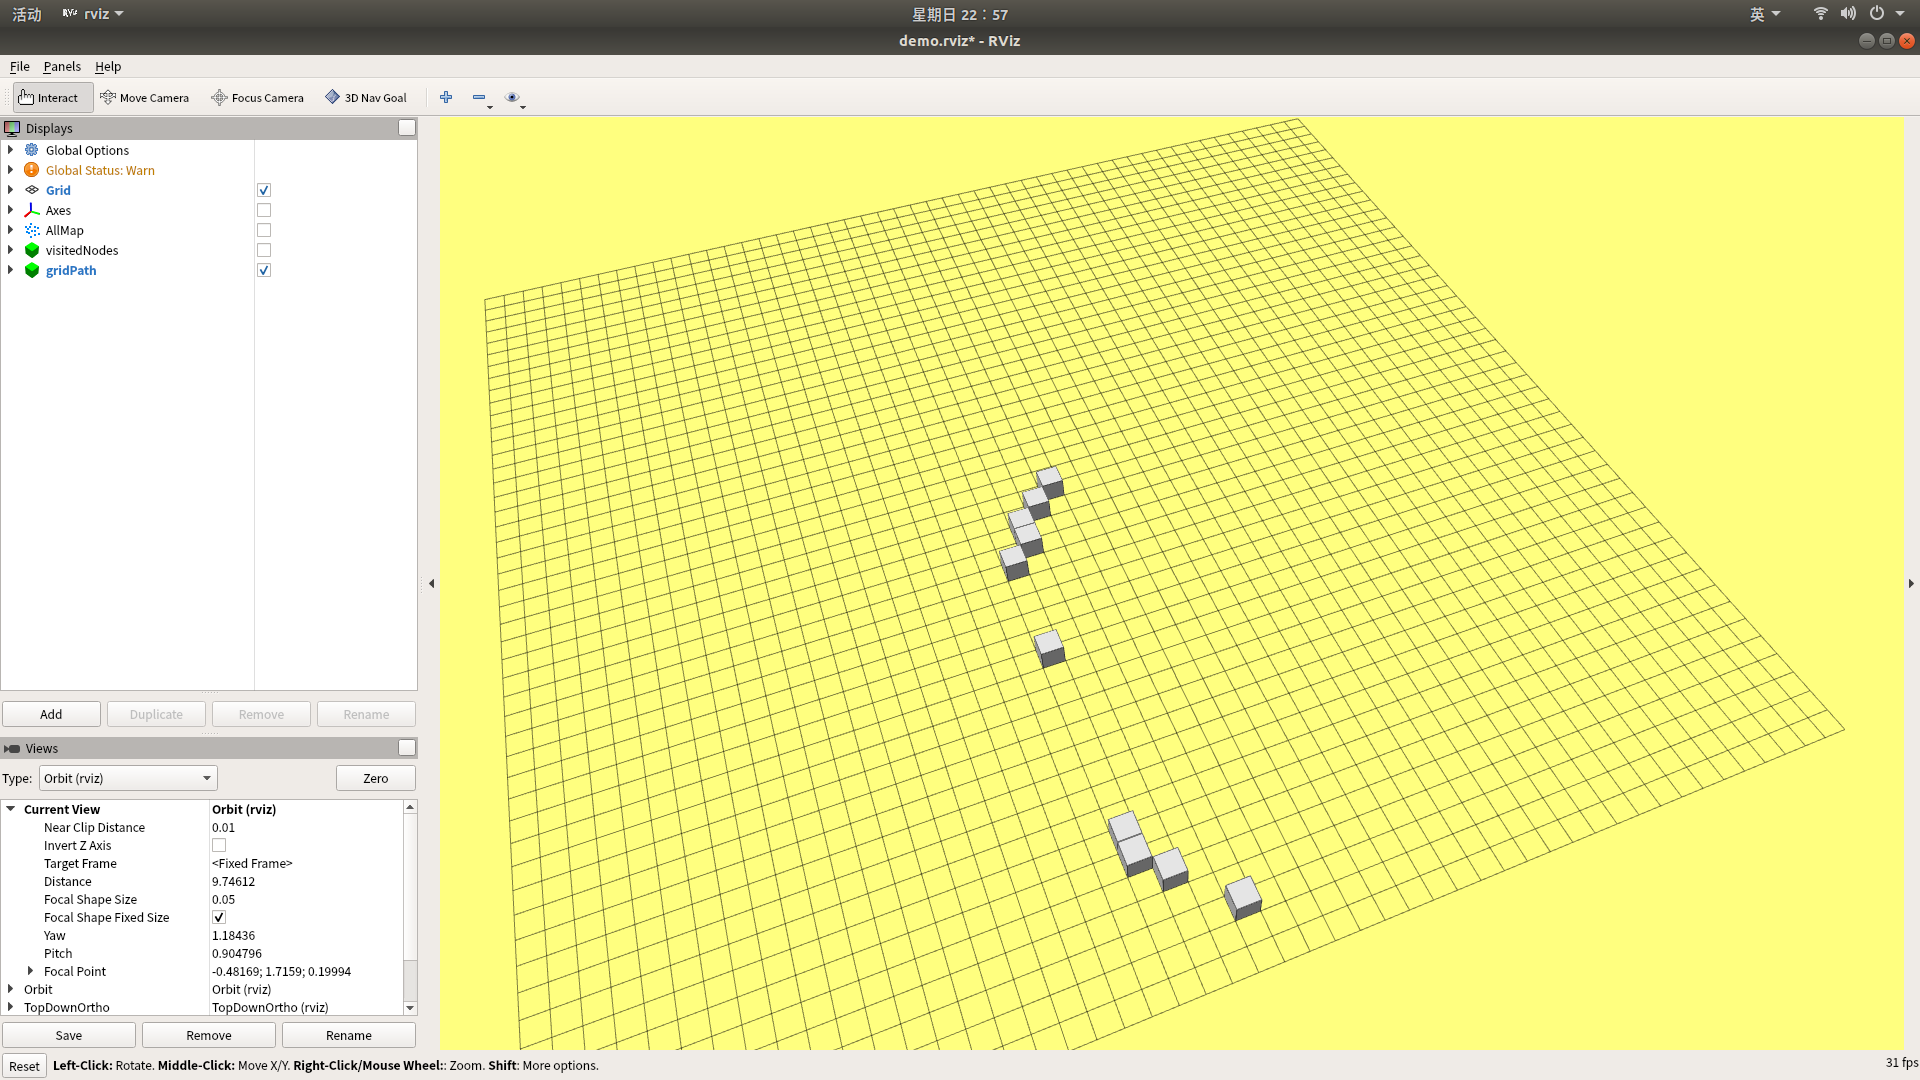 活动 rviz 星期日 22：57 英
demo.rviz* - RViz
File Panels Help
Interact Move Camera Focus Camera 3D Nav Goal
Displays
Global Options
Global Status: Warn
Grid
Axes
AllMap
visitedNodes
gridPath
Add Duplicate Remove Rename
Views
Type: Orbit (rviz) Zero
Current View Orbit (rviz)
Near Clip Distance 0.01
Invert Z Axis
Target Frame <Fixed Frame>
Distance 9.74612
Focal Shape Size 0.05
Focal Shape Fixed Size
Yaw 1.18436
Pitch 0.904796
Focal Point -0.48169; 1.7159; 0.19994
Orbit Orbit (rviz)
TopDownOrtho TopDownOrtho (rviz)
Save Remove Rename
Reset Left-Click: Rotate. Middle-Click: Move X/Y. Right-Click/Mouse Wheel:: Zoom. Shift: More options. 31 fps